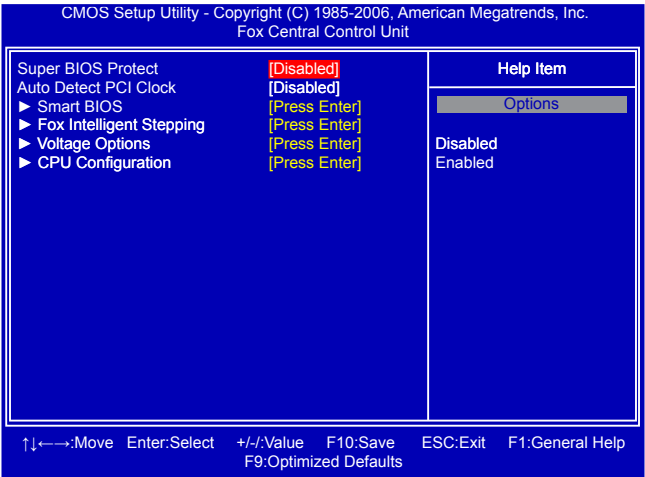 CMOS Setup Utility - Copyright (C) 1985-2006, American Megatrends, Inc.
Fox Central Control Unit
Super BIOS Protect [Disabled]
Auto Detect PCI Clock [Disabled]
► Smart BIOS [Press Enter]
► Fox Intelligent Stepping [Press Enter]
► Voltage Options [Press Enter]
► CPU Configuration [Press Enter]
Help Item
Options
Disabled
Enabled
↑↓←→:Move Enter:Select +/-/:Value F10:Save ESC:Exit F1:General Help
F9:Optimized Defaults